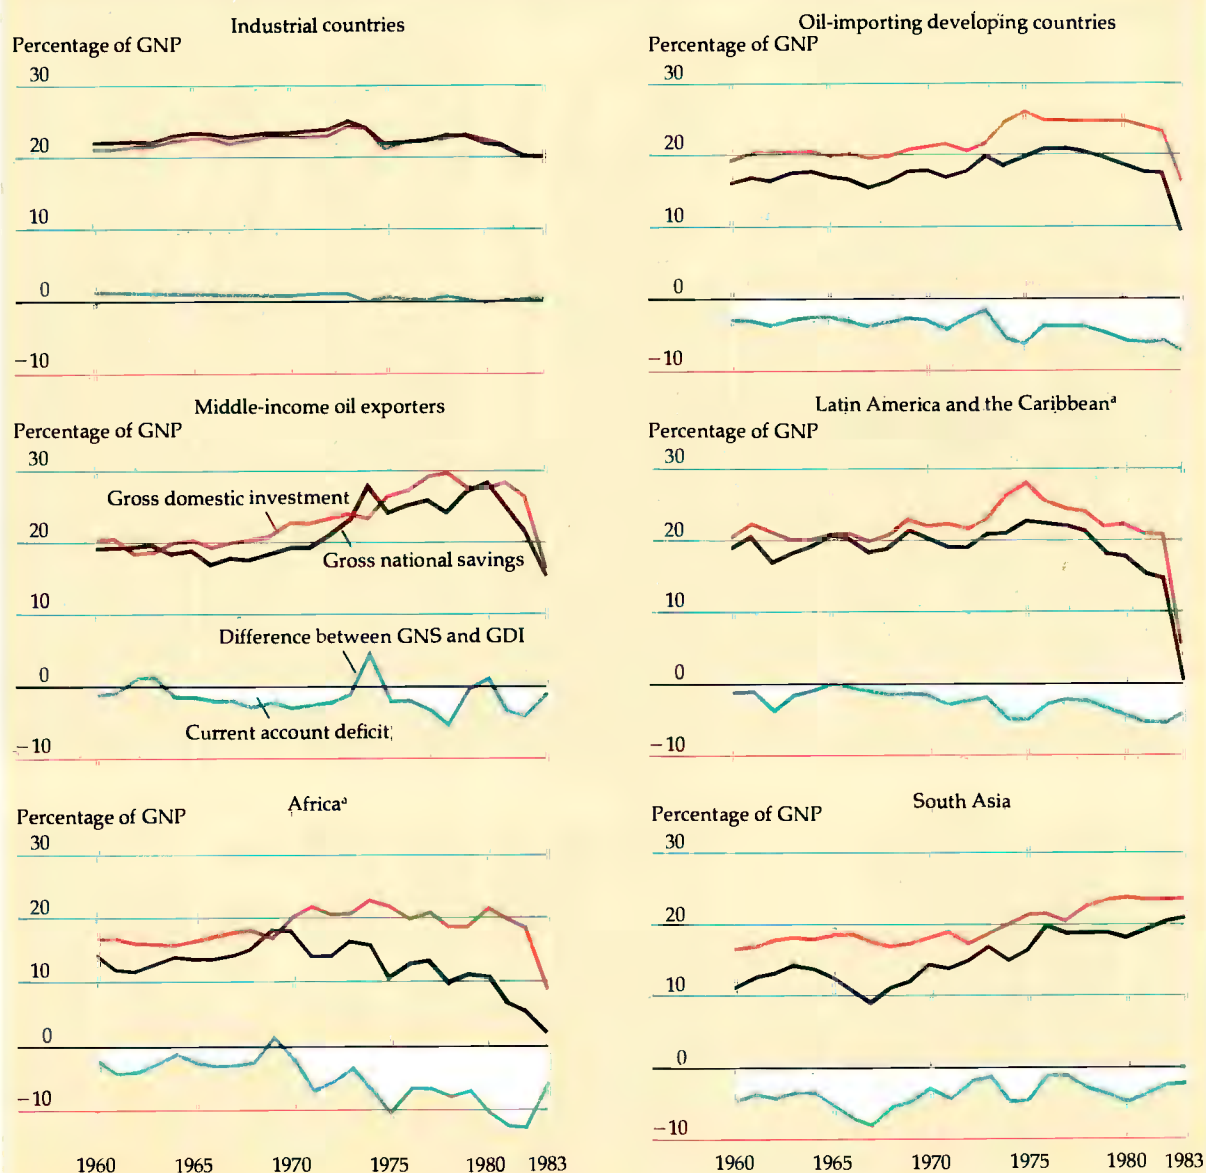 Industrial countries
Percentage of GNP
30
20
10
0
−10
Oil-importing developing countries
Percentage of GNP
30
20
10
0
−10
Middle-income oil exporters
Percentage of GNP
30
Gross domestic investment
20
Gross national savings
10
Difference between GNS and GDI
0
Current account deficit
−10
Latin America and the Caribbeanᵃ
Percentage of GNP
30
20
10
0
−10
Africaᵃ
Percentage of GNP
30
20
10
0
−10
1960 1965 1970 1975 1980 1983
South Asia
Percentage of GNP
30
20
10
0
−10
1960 1965 1970 1975 1980 1983